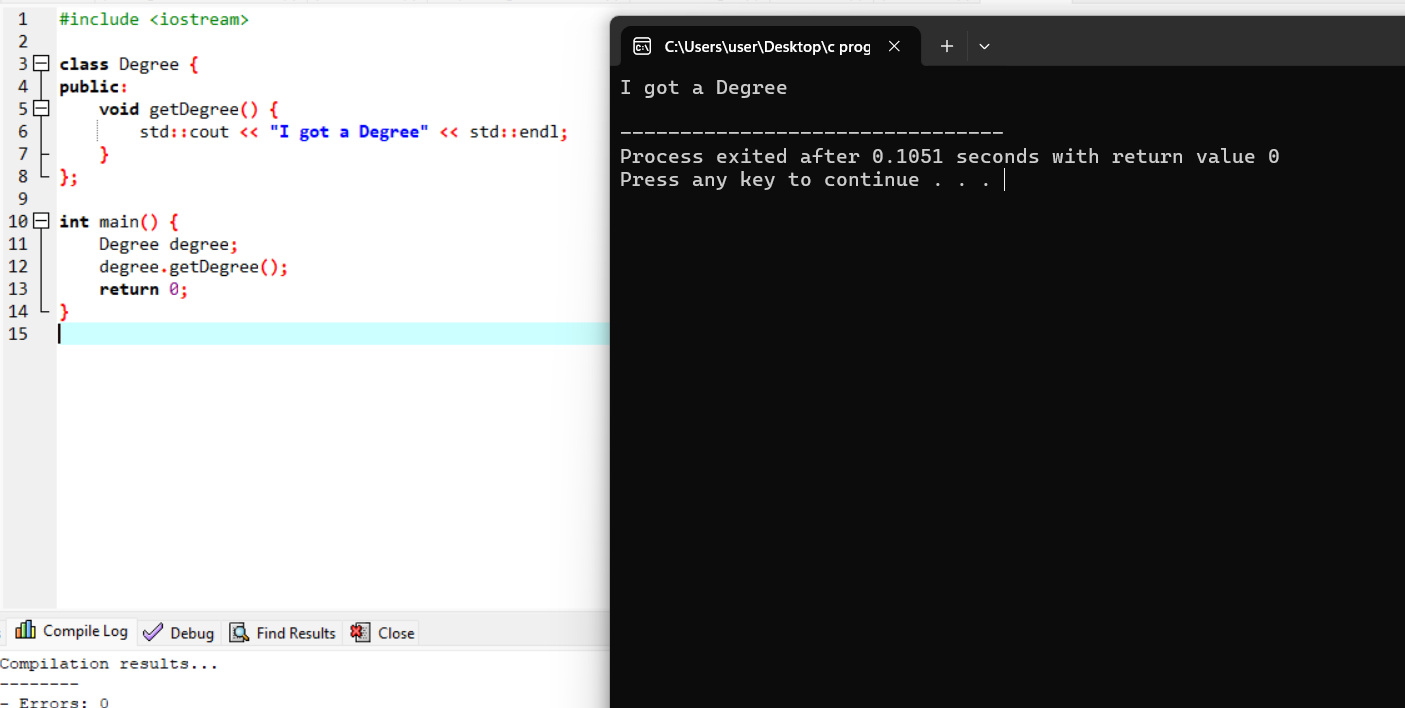 1 #include <iostream>
2
3 class Degree {
4 public:
5 void getDegree() {
6 std::cout << "I got a Degree" << std::endl;
7 }
8 };
9
10 int main() {
11 Degree degree;
12 degree.getDegree();
13 return 0;
14 }
15
Compile Log Debug Find Results Close
Compilation results...
--------
- Errors: 0
C:\Users\user\Desktop\c prog
I got a Degree
--------------------------------
Process exited after 0.1051 seconds with return value 0
Press any key to continue . . .